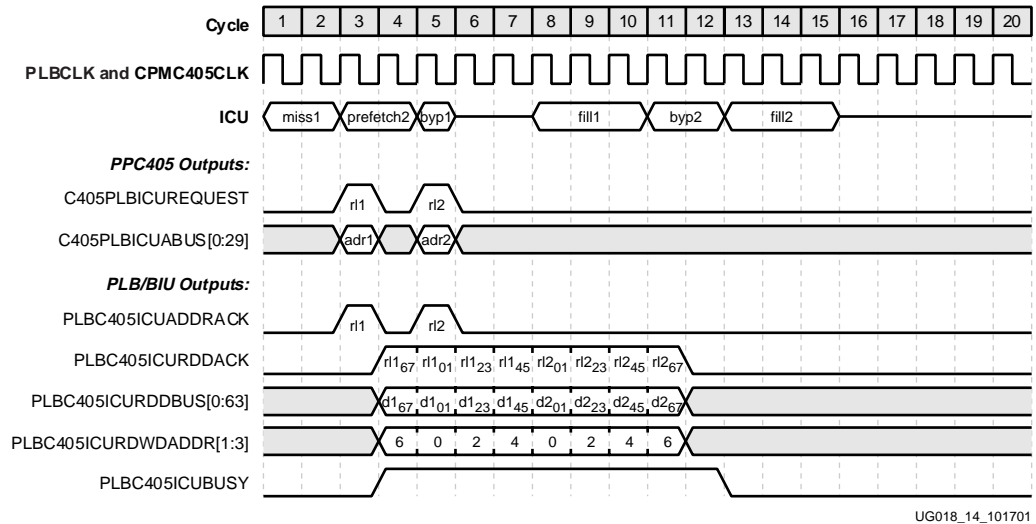 Cycle 1 2 3 4 5 6 7 8 9 10 11 12 13 14 15 16 17 18 19 20
PLBCLK and CPMC405CLK
ICU miss1 prefetch2 byp1 fill1 byp2 fill2
PPC405 Outputs:
C405PLBICUREQUEST rl1 rl2
C405PLBICUABUS[0:29] adr1 adr2
PLB/BIU Outputs:
PLBC405ICUADDRACK rl1 rl2
PLBC405ICURDDACK rl167 rl101 rl123 rl145 rl201 rl223 rl245 rl267
PLBC405ICURDDBUS[0:63] d167 d101 d123 d145 d201 d223 d245 d267
PLBC405ICURDWDADDR[1:3] 6 0 2 4 0 2 4 6
PLBC405ICUBUSY
UG018_14_101701